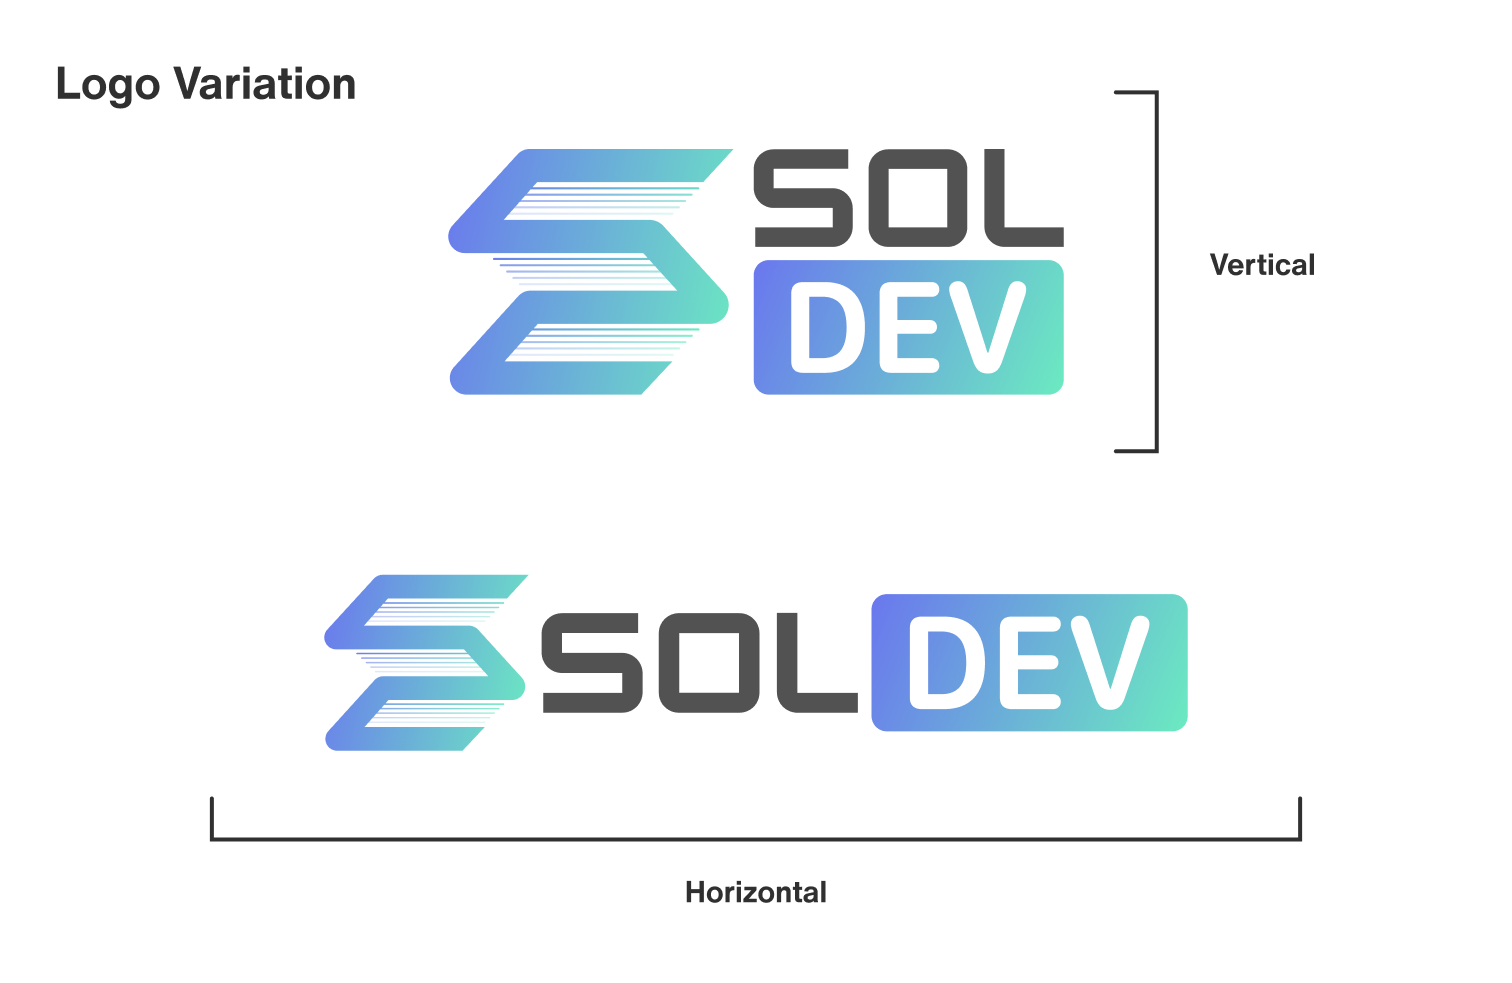 Logo Variation
SOL
DEV
Vertical
SOL DEV
Horizontal